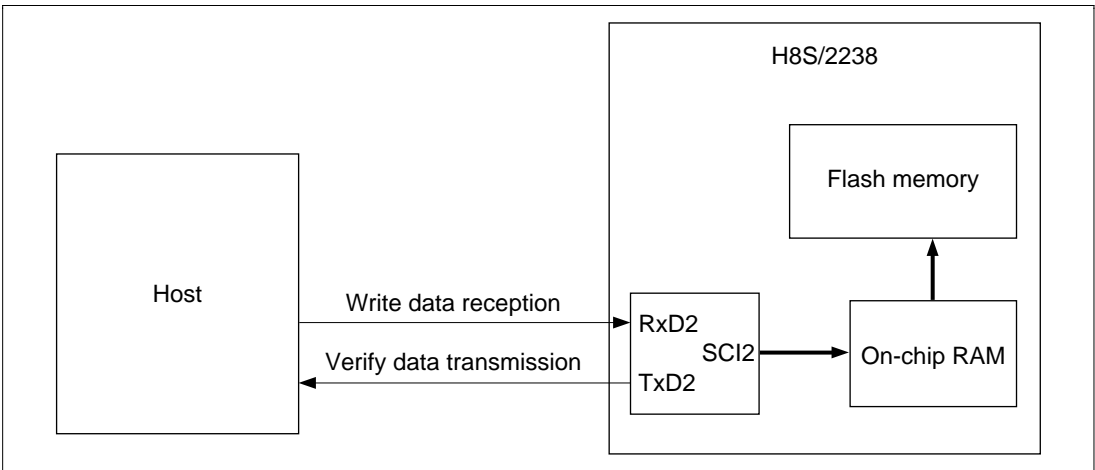 H8S/2238
Flash memory
Host
Write data reception
RxD2
SCI2
On-chip RAM
Verify data transmission
TxD2